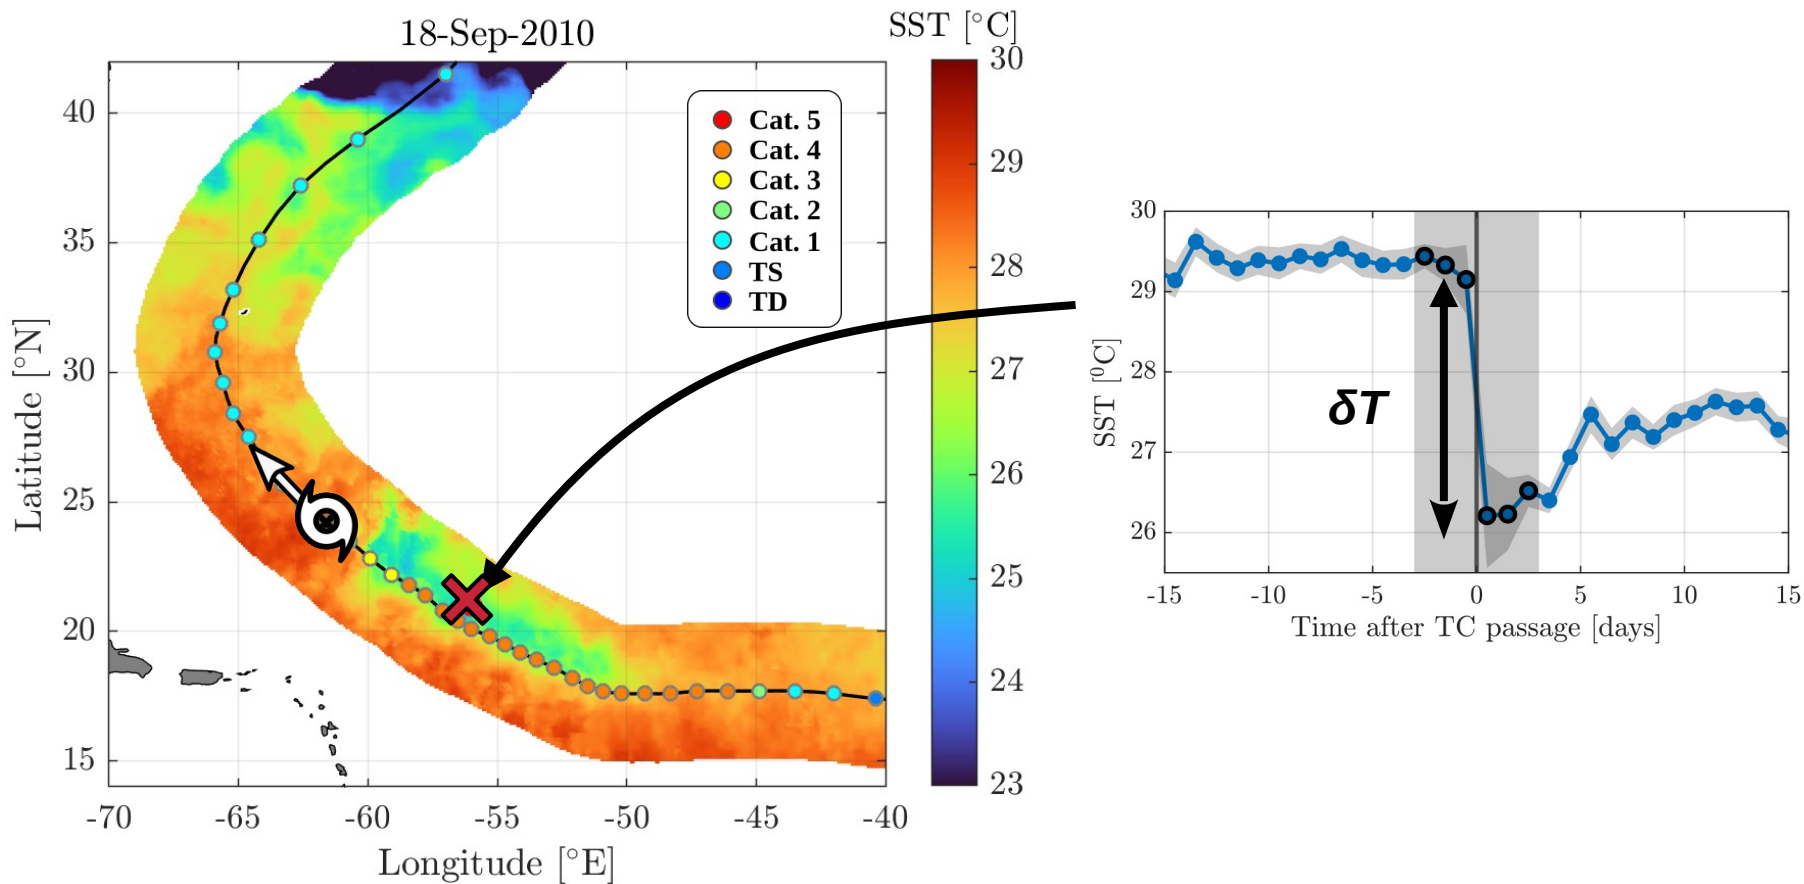 18-Sep-2010
SST [°C]
Cat. 5
Cat. 4
Cat. 3
Cat. 2
Cat. 1
TS
TD
40
35
30
25
20
15
Latitude [°N]
-70 -65 -60 -55 -50 -45 -40
Longitude [°E]
30
29
28
27
26
25
24
23
30
29
28
27
26
SST [⁰C]
δT
-15 -10 -5 0 5 10 15
Time after TC passage [days]